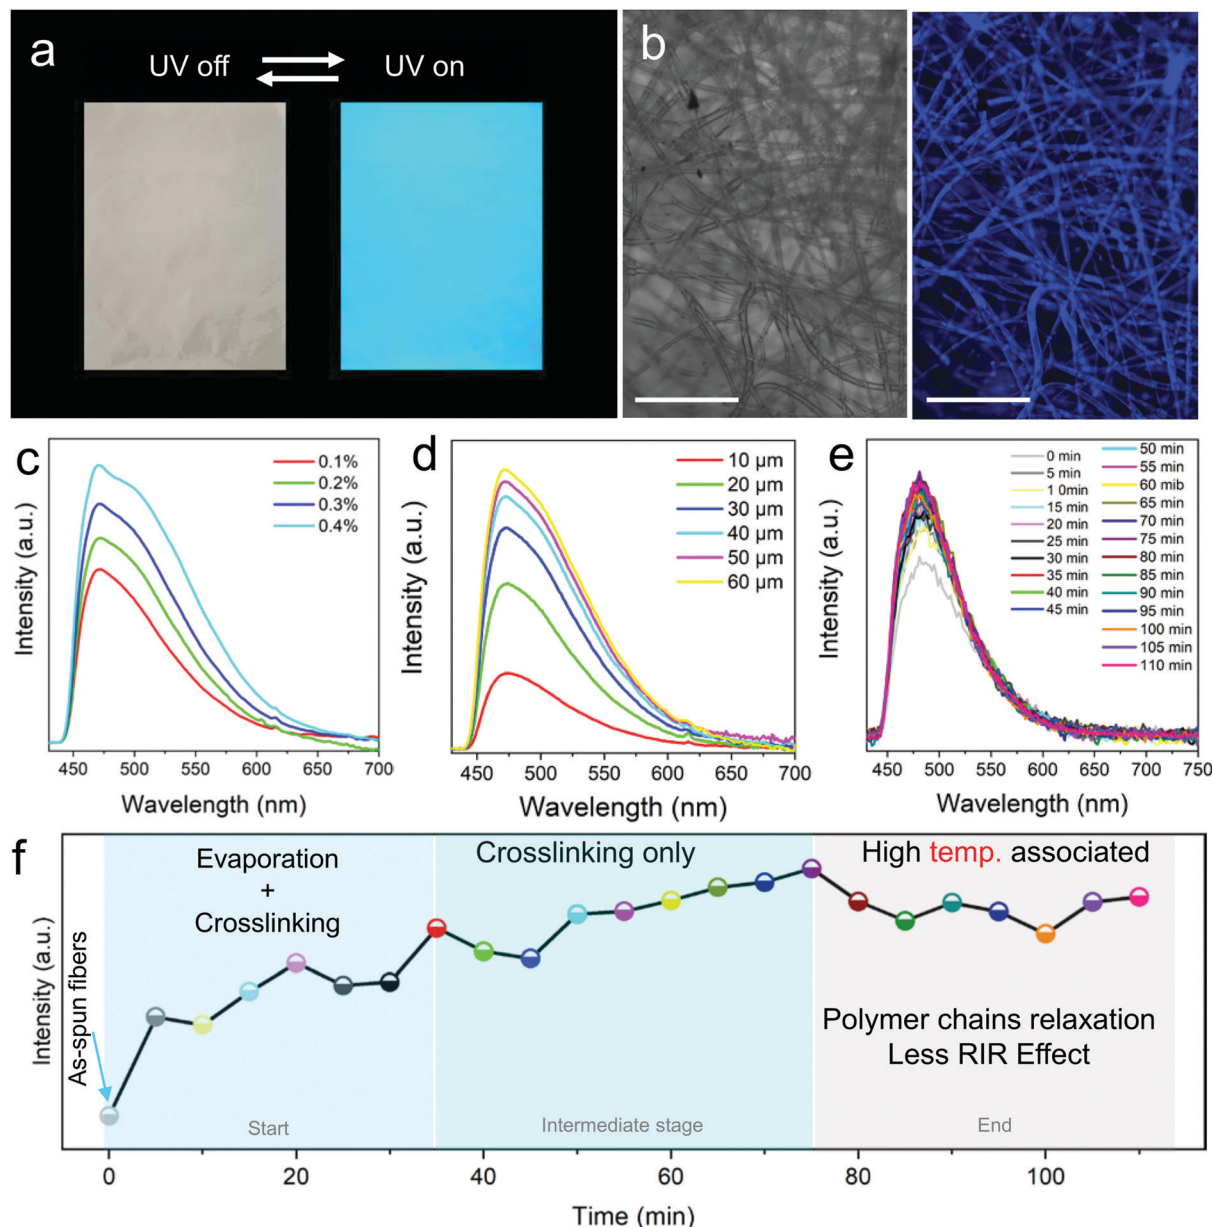 a
UV off
UV on
b
c
Intensity (a.u.)
0.1%
0.2%
0.3%
0.4%
450 500 550 600 650 700
Wavelength (nm)
d
Intensity (a.u.)
10 µm
20 µm
30 µm
40 µm
50 µm
60 µm
450 500 550 600 650 700
Wavelength (nm)
e
Intensity (a.u.)
0 min
5 min
1 0min
15 min
20 min
25 min
30 min
35 min
40 min
45 min
50 min
55 min
60 mib
65 min
70 min
75 min
80 min
85 min
90 min
95 min
100 min
105 min
110 min
450 500 550 600 650 700 750
Wavelength (nm)
f
Intensity (a.u.)
As-spun fibers
Evaporation
+
Crosslinking
Start
Crosslinking only
Intermediate stage
High temp. associated
Polymer chains relaxation
Less RIR Effect
End
0 20 40 60 80 100
Time (min)